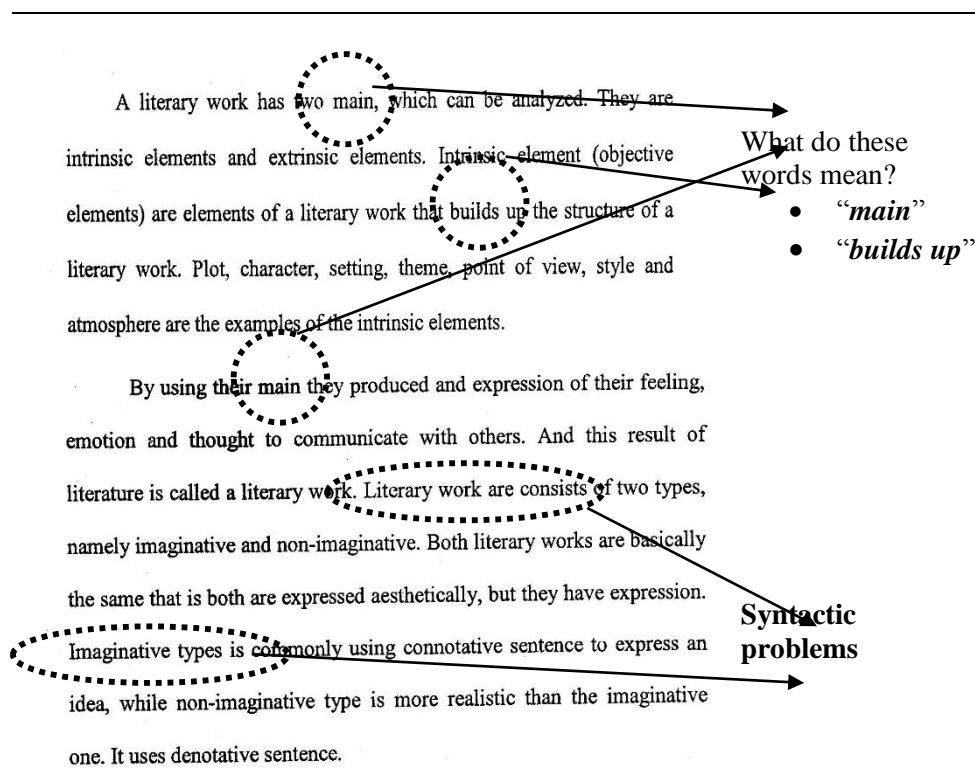 A literary work has two main, which can be analyzed. They are
intrinsic elements and extrinsic elements. Intrinsic element (objective
elements) are elements of a literary work that builds up the structure of a
literary work. Plot, character, setting, theme, point of view, style and
atmosphere are the examples of the intrinsic elements.
By using their main they produced and expression of their feeling,
emotion and thought to communicate with others. And this result of
literature is called a literary work. Literary work are consists of two types,
namely imaginative and non-imaginative. Both literary works are basically
the same that is both are expressed aesthetically, but they have expression.
Imaginative types is commonly using connotative sentence to express an
idea, while non-imaginative type is more realistic than the imaginative
one. It uses denotative sentence.
What do these
words mean?
• “main”
• “builds up”
Syntactic
problems